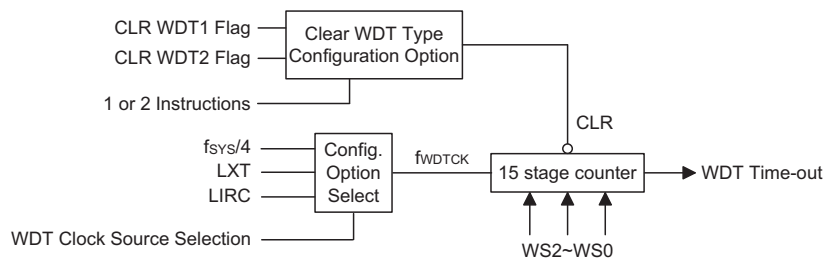 CLR WDT1 Flag
CLR WDT2 Flag
Clear WDT Type
Configuration Option
1 or 2 Instructions
CLR
fSYS/4
LXT
LIRC
Config.
Option
Select
fWDTCK
15 stage counter
WDT Time-out
WDT Clock Source Selection
WS2~WS0